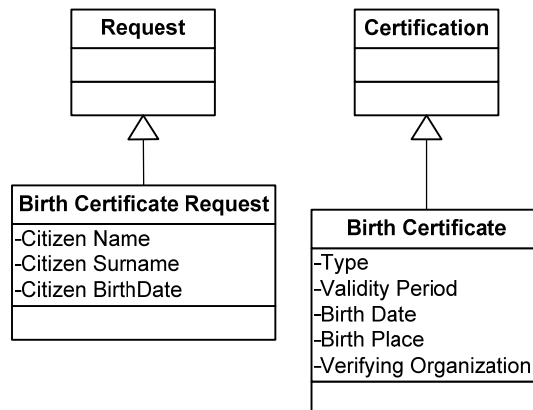 Request
Birth Certificate Request
-Citizen Name
-Citizen Surname
-Citizen BirthDate
Certification
Birth Certificate
-Type
-Validity Period
-Birth Date
-Birth Place
-Verifying Organization